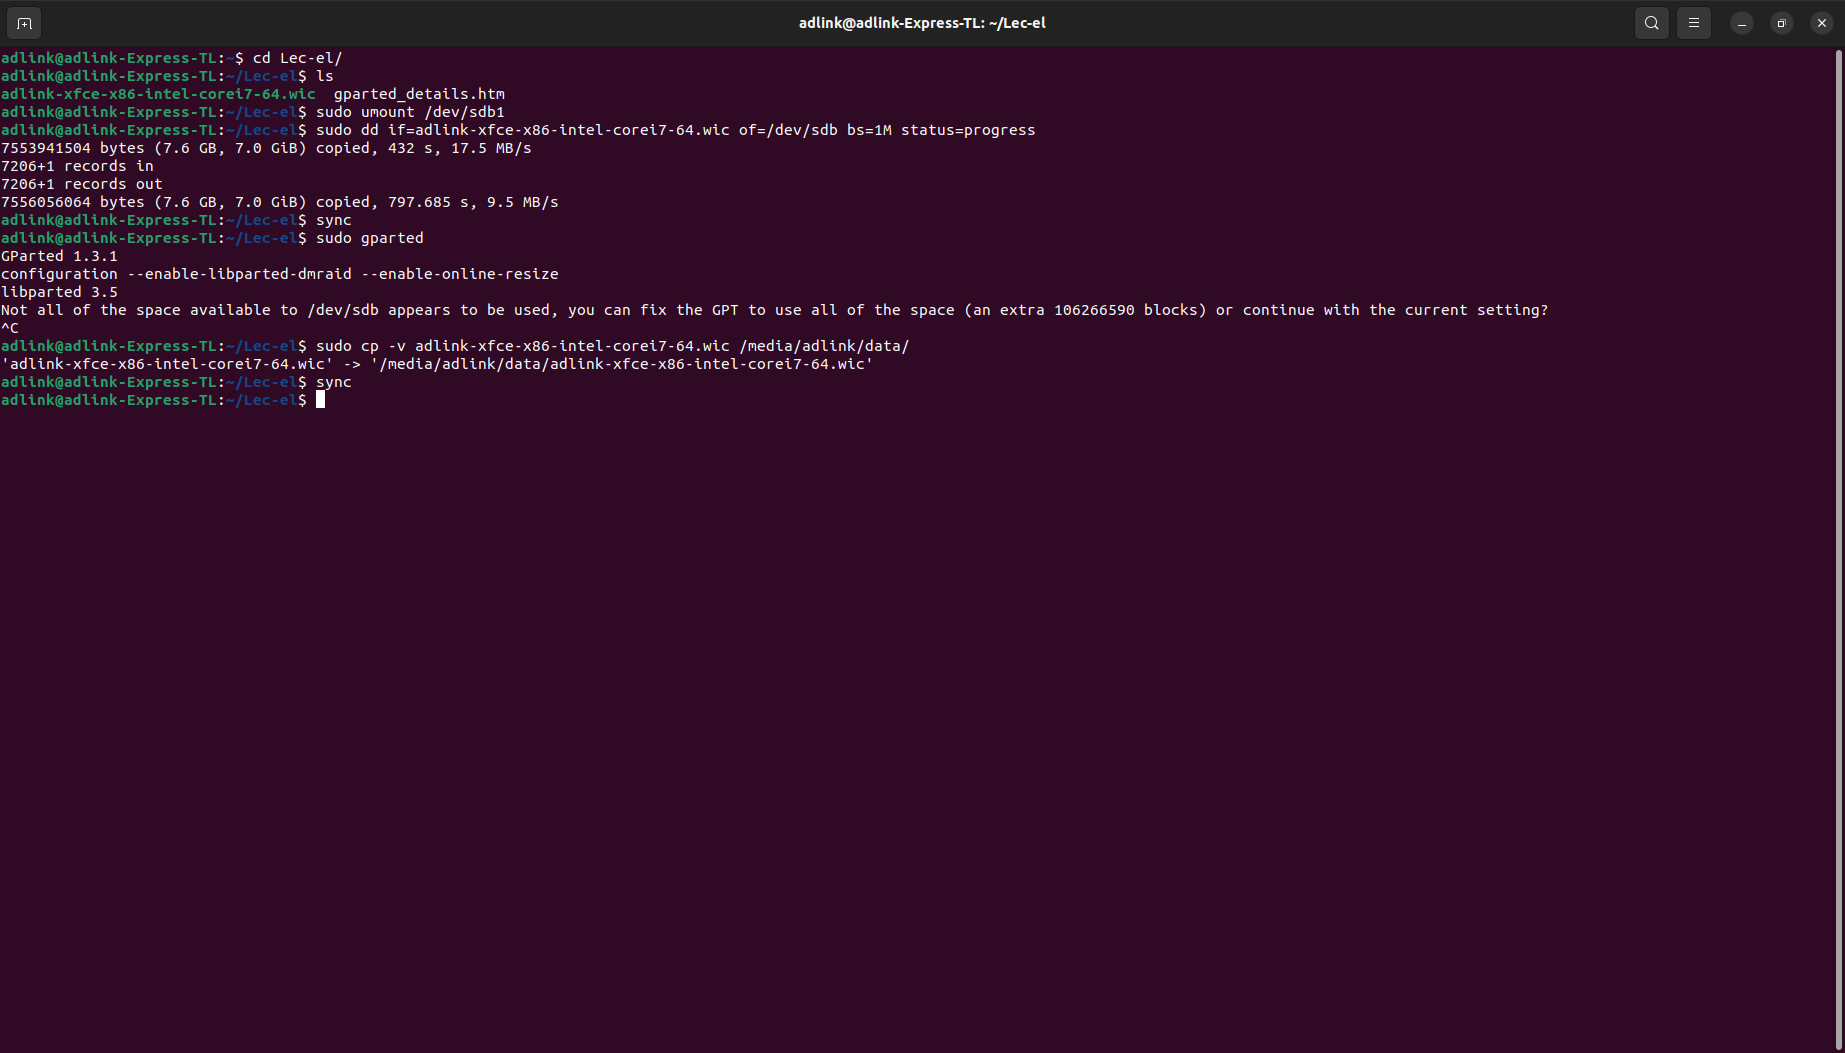 adlink@adlink-Express-TL: ~/Lec-el
adlink@adlink-Express-TL:~$ cd Lec-el/
adlink@adlink-Express-TL:~/Lec-el$ ls
adlink-xfce-x86-intel-corei7-64.wic  gparted_details.htm
adlink@adlink-Express-TL:~/Lec-el$ sudo umount /dev/sdb1
adlink@adlink-Express-TL:~/Lec-el$ sudo dd if=adlink-xfce-x86-intel-corei7-64.wic of=/dev/sdb bs=1M status=progress
7553941504 bytes (7.6 GB, 7.0 GiB) copied, 432 s, 17.5 MB/s
7206+1 records in
7206+1 records out
7556056064 bytes (7.6 GB, 7.0 GiB) copied, 797.685 s, 9.5 MB/s
adlink@adlink-Express-TL:~/Lec-el$ sync
adlink@adlink-Express-TL:~/Lec-el$ sudo gparted
GParted 1.3.1
configuration --enable-libparted-dmraid --enable-online-resize
libparted 3.5
Not all of the space available to /dev/sdb appears to be used, you can fix the GPT to use all of the space (an extra 106266590 blocks) or continue with the current setting?
^C
adlink@adlink-Express-TL:~/Lec-el$ sudo cp -v adlink-xfce-x86-intel-corei7-64.wic /media/adlink/data/
'adlink-xfce-x86-intel-corei7-64.wic' -> '/media/adlink/data/adlink-xfce-x86-intel-corei7-64.wic'
adlink@adlink-Express-TL:~/Lec-el$ sync
adlink@adlink-Express-TL:~/Lec-el$